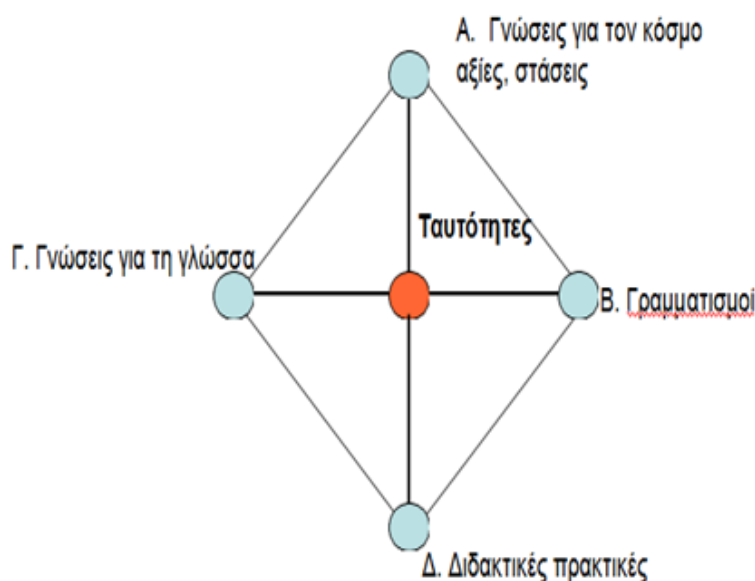 Α. Γνώσεις για τον κόσμο
αξίες, στάσεις
Ταυτότητες
Γ. Γνώσεις για τη γλώσσα
Β. Γραμματισμοί
Δ. Διδακτικές πρακτικές